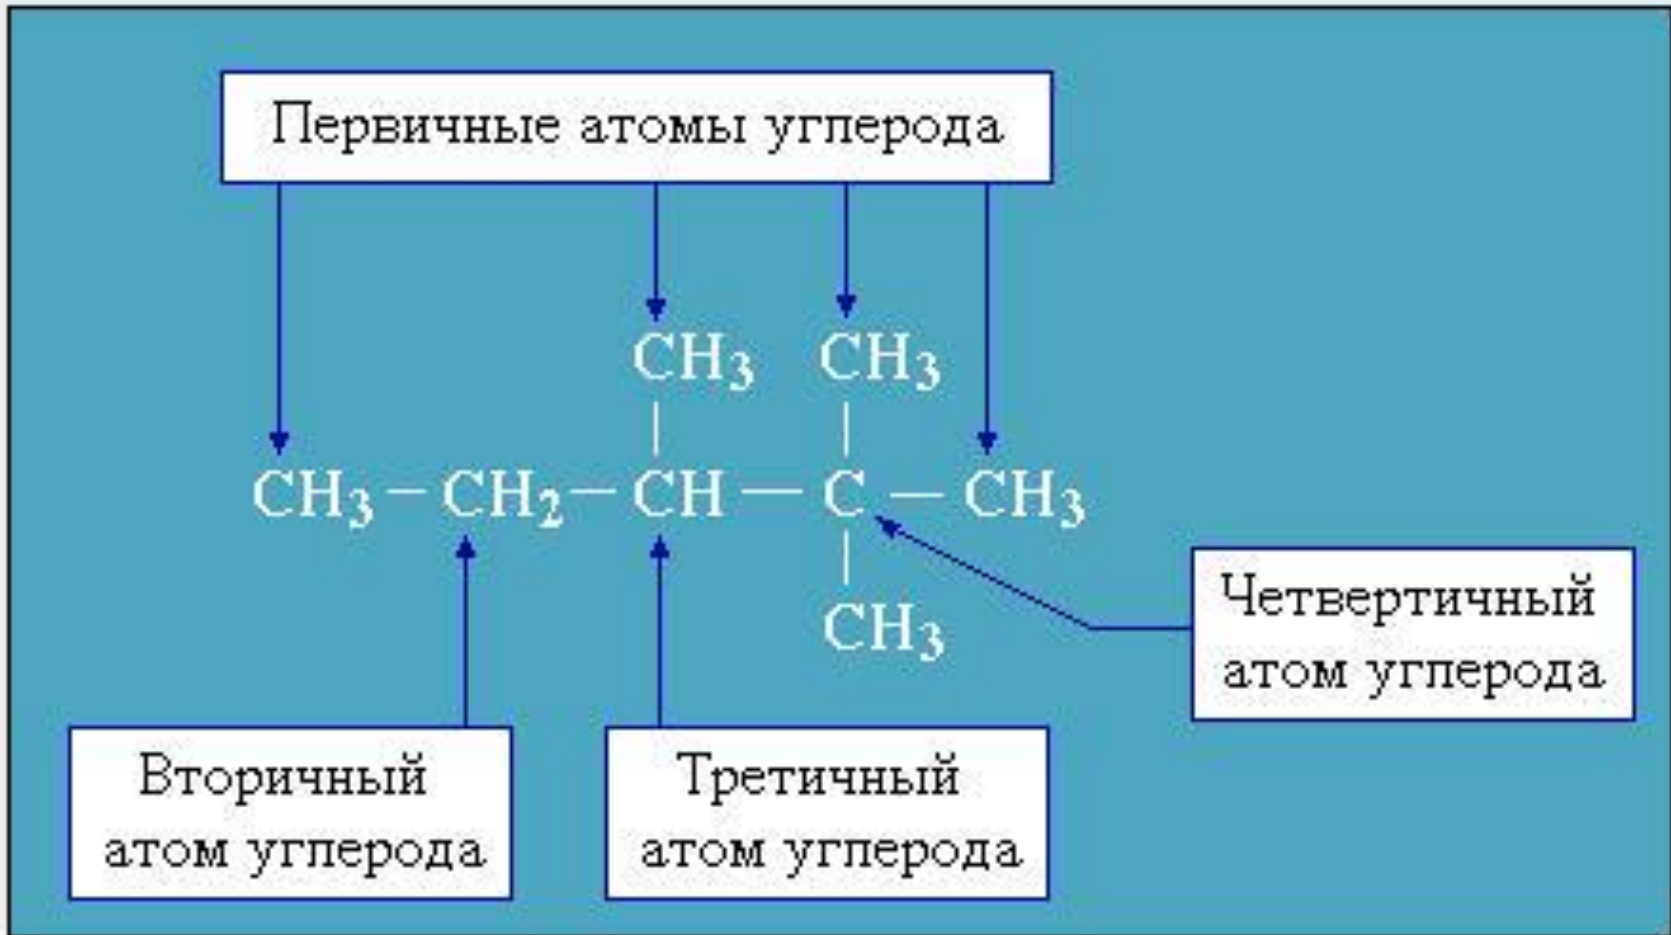 Первичные атомы углерода
CH3 CH3
CH3 – CH2 – CH – C – CH3
CH3
Четвертичный
атом углерода
Вторичный
атом углерода
Третичный
атом углерода